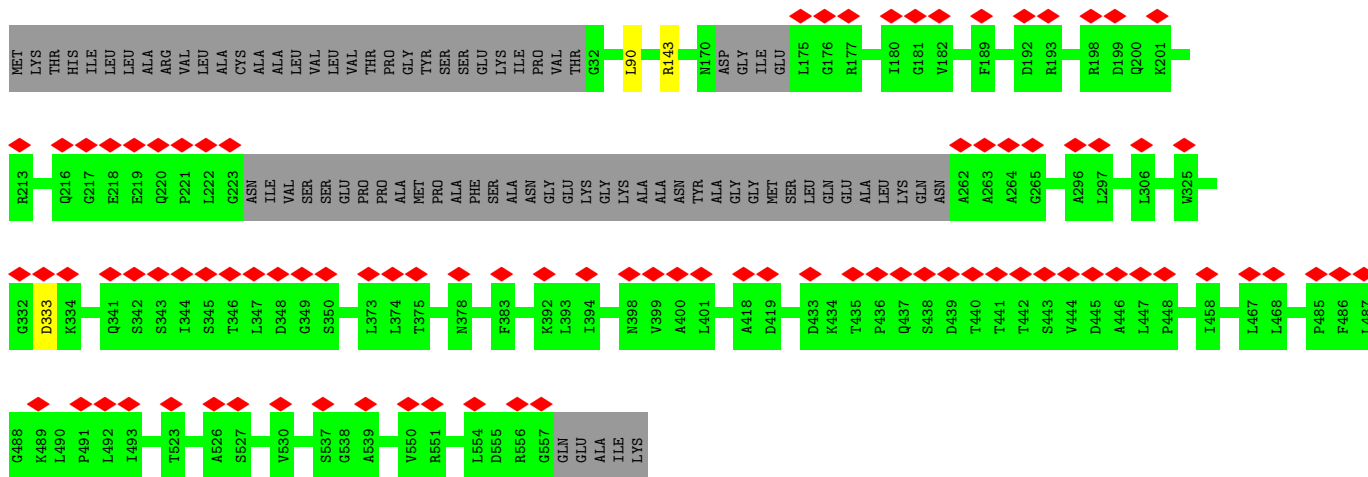 MET LYS THR HIS ILE LEU LEU ALA ARG VAL LEU ALA CYS ALA ALA LEU VAL LEU VAL THR PRO GLY TYR SER SER GLU LYS ILE PRO VAL THR G32 L90 R143 N170 ASP GLY ILE GLU L175 G176 R177 I180 G181 V182 F189 D192 R193 R198 D199 Q200 K201
R213 Q216 G217 E218 E219 Q220 P221 L222 G223 ASN ILE VAL SER SER GLU PRO PRO ALA MET PRO ALA PHE SER ALA ASN GLY GLU LYS GLY LYS ALA ALA ASN TYR ALA GLY GLY MET SER LEU GLN GLU ALA LEU LYS GLN ASN A262 A263 A264 G265 A296 L297 L306 W325
G332 D333 K334 Q341 S342 S343 I344 S345 T346 L347 D348 G349 S350 L373 L374 T375 N378 F383 K392 L393 I394 N398 V399 A400 L401 A418 D419 D433 K434 T435 P436 Q437 S438 D439 T440 T441 T442 S443 V444 D445 A446 L447 P448 I458 L467 L468 P485 F486 L487
G488 K489 L490 P491 L492 I493 T523 A526 S527 V530 S537 G538 A539 V550 R551 L554 D555 R556 G557 GLN GLU ALA ILE LYS